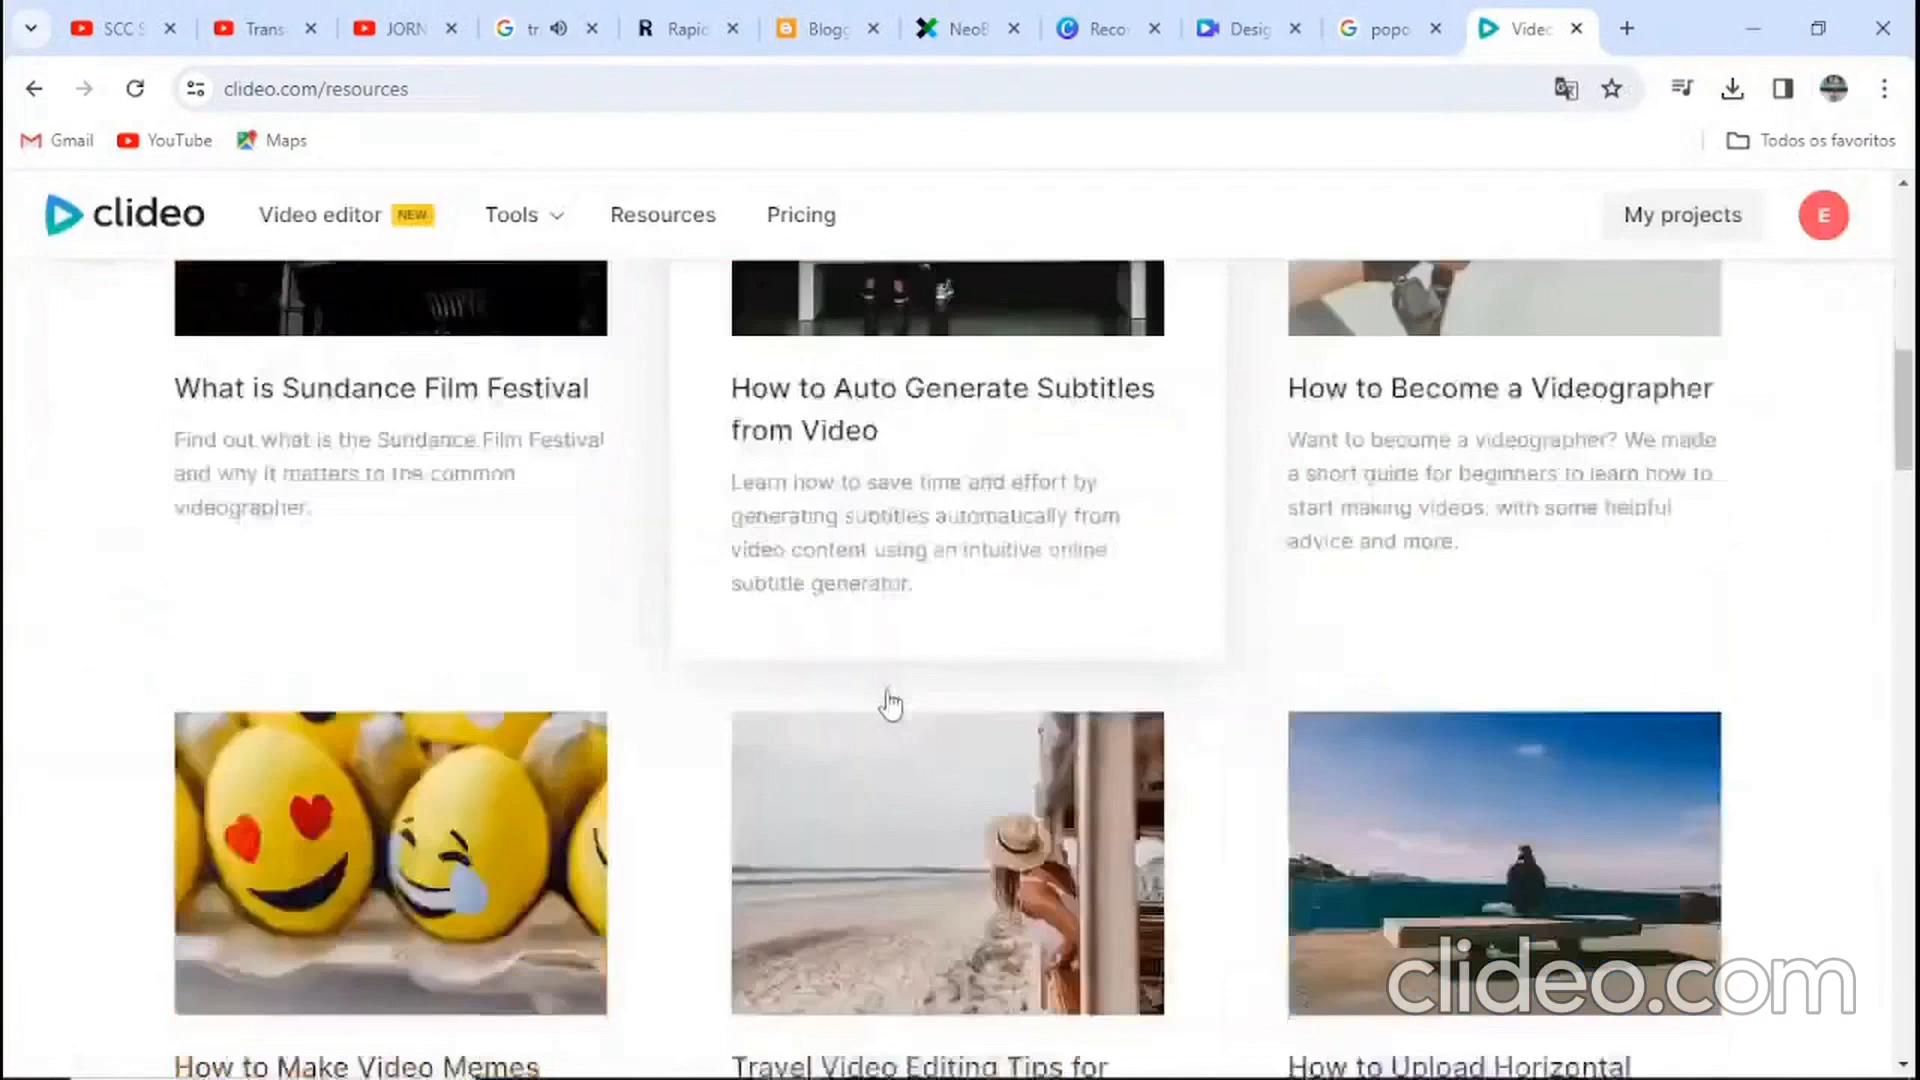 SCC S
Trans
JORN
tr
Rapid
Blogg
NeoB
Reco
Desig
popo
Videc
clideo.com/resources
Gmail
YouTube
Maps
Todos os favoritos
clideo
Video editor NEW
Tools
Resources
Pricing
My projects
E
What is Sundance Film Festival
Find out what is the Sundance Film Festival
and why it matters to the common
videographer.
How to Auto Generate Subtitles
from Video
Learn how to save time and effort by
generating subtitles automatically from
video content using an intuitive online
subtitle generator.
How to Become a Videographer
Want to become a videographer? We made
a short guide for beginners to learn how to
start making videos, with some helpful
advice and more.
How to Make Video Memes
Travel Video Editing Tips for
How to Upload Horizontal
clideo.com